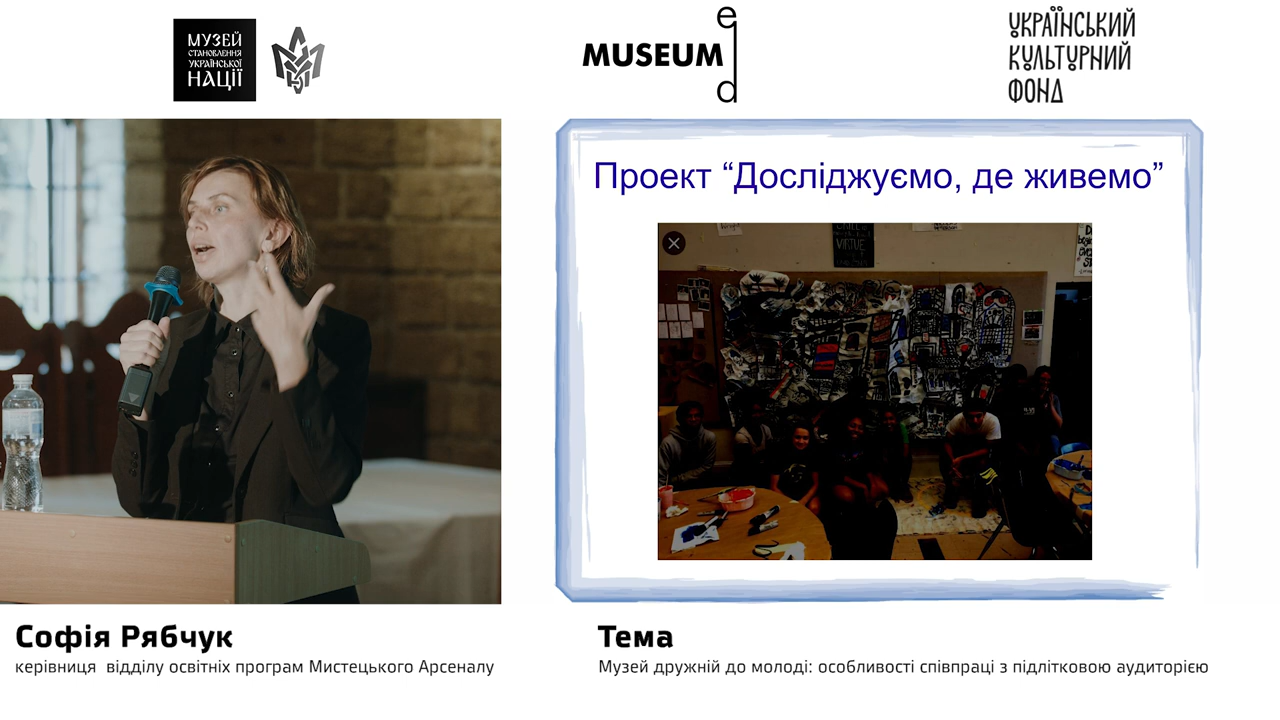 МУЗЕЙ
СТАНОВЛЕННЯ
УКРАЇНСЬКОЇ
НАЦІЇ
MUSEUM
ed
УКРАЇНСЬКИЙ
КУЛЬТУРНИЙ
ФОНД
Проект “Досліджуємо, де живемо”
VIRTUE
Софія Рябчук
керівниця відділу освітніх програм Мистецького Арсеналу
Тема
Музей дружній до молоді: особливості співпраці з підлітковою аудиторією